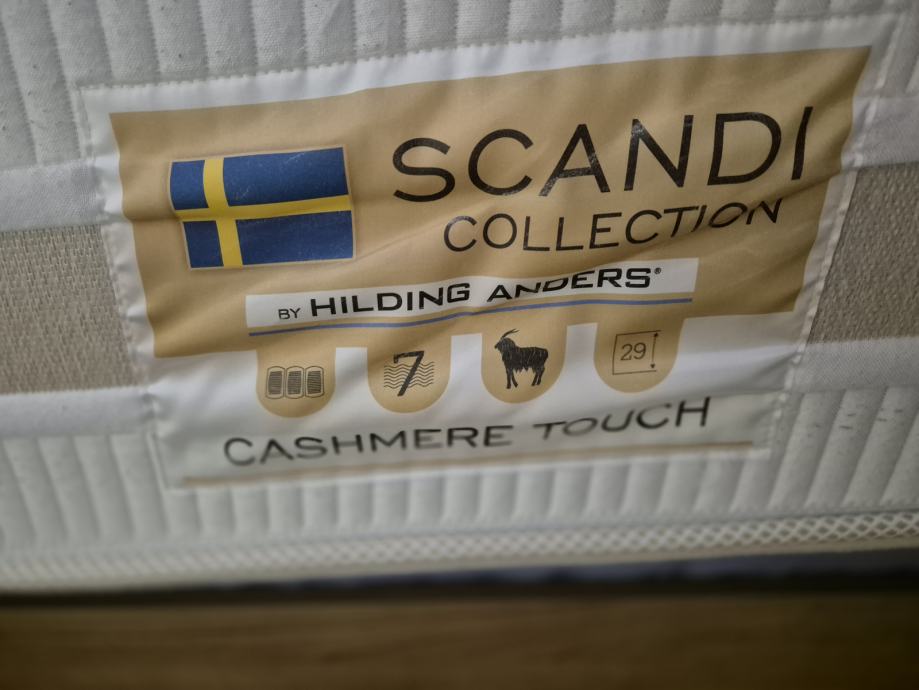 SCANDI
COLLECTION
BY HILDING ANDERS®
7
29
CASHMERE TOUCH